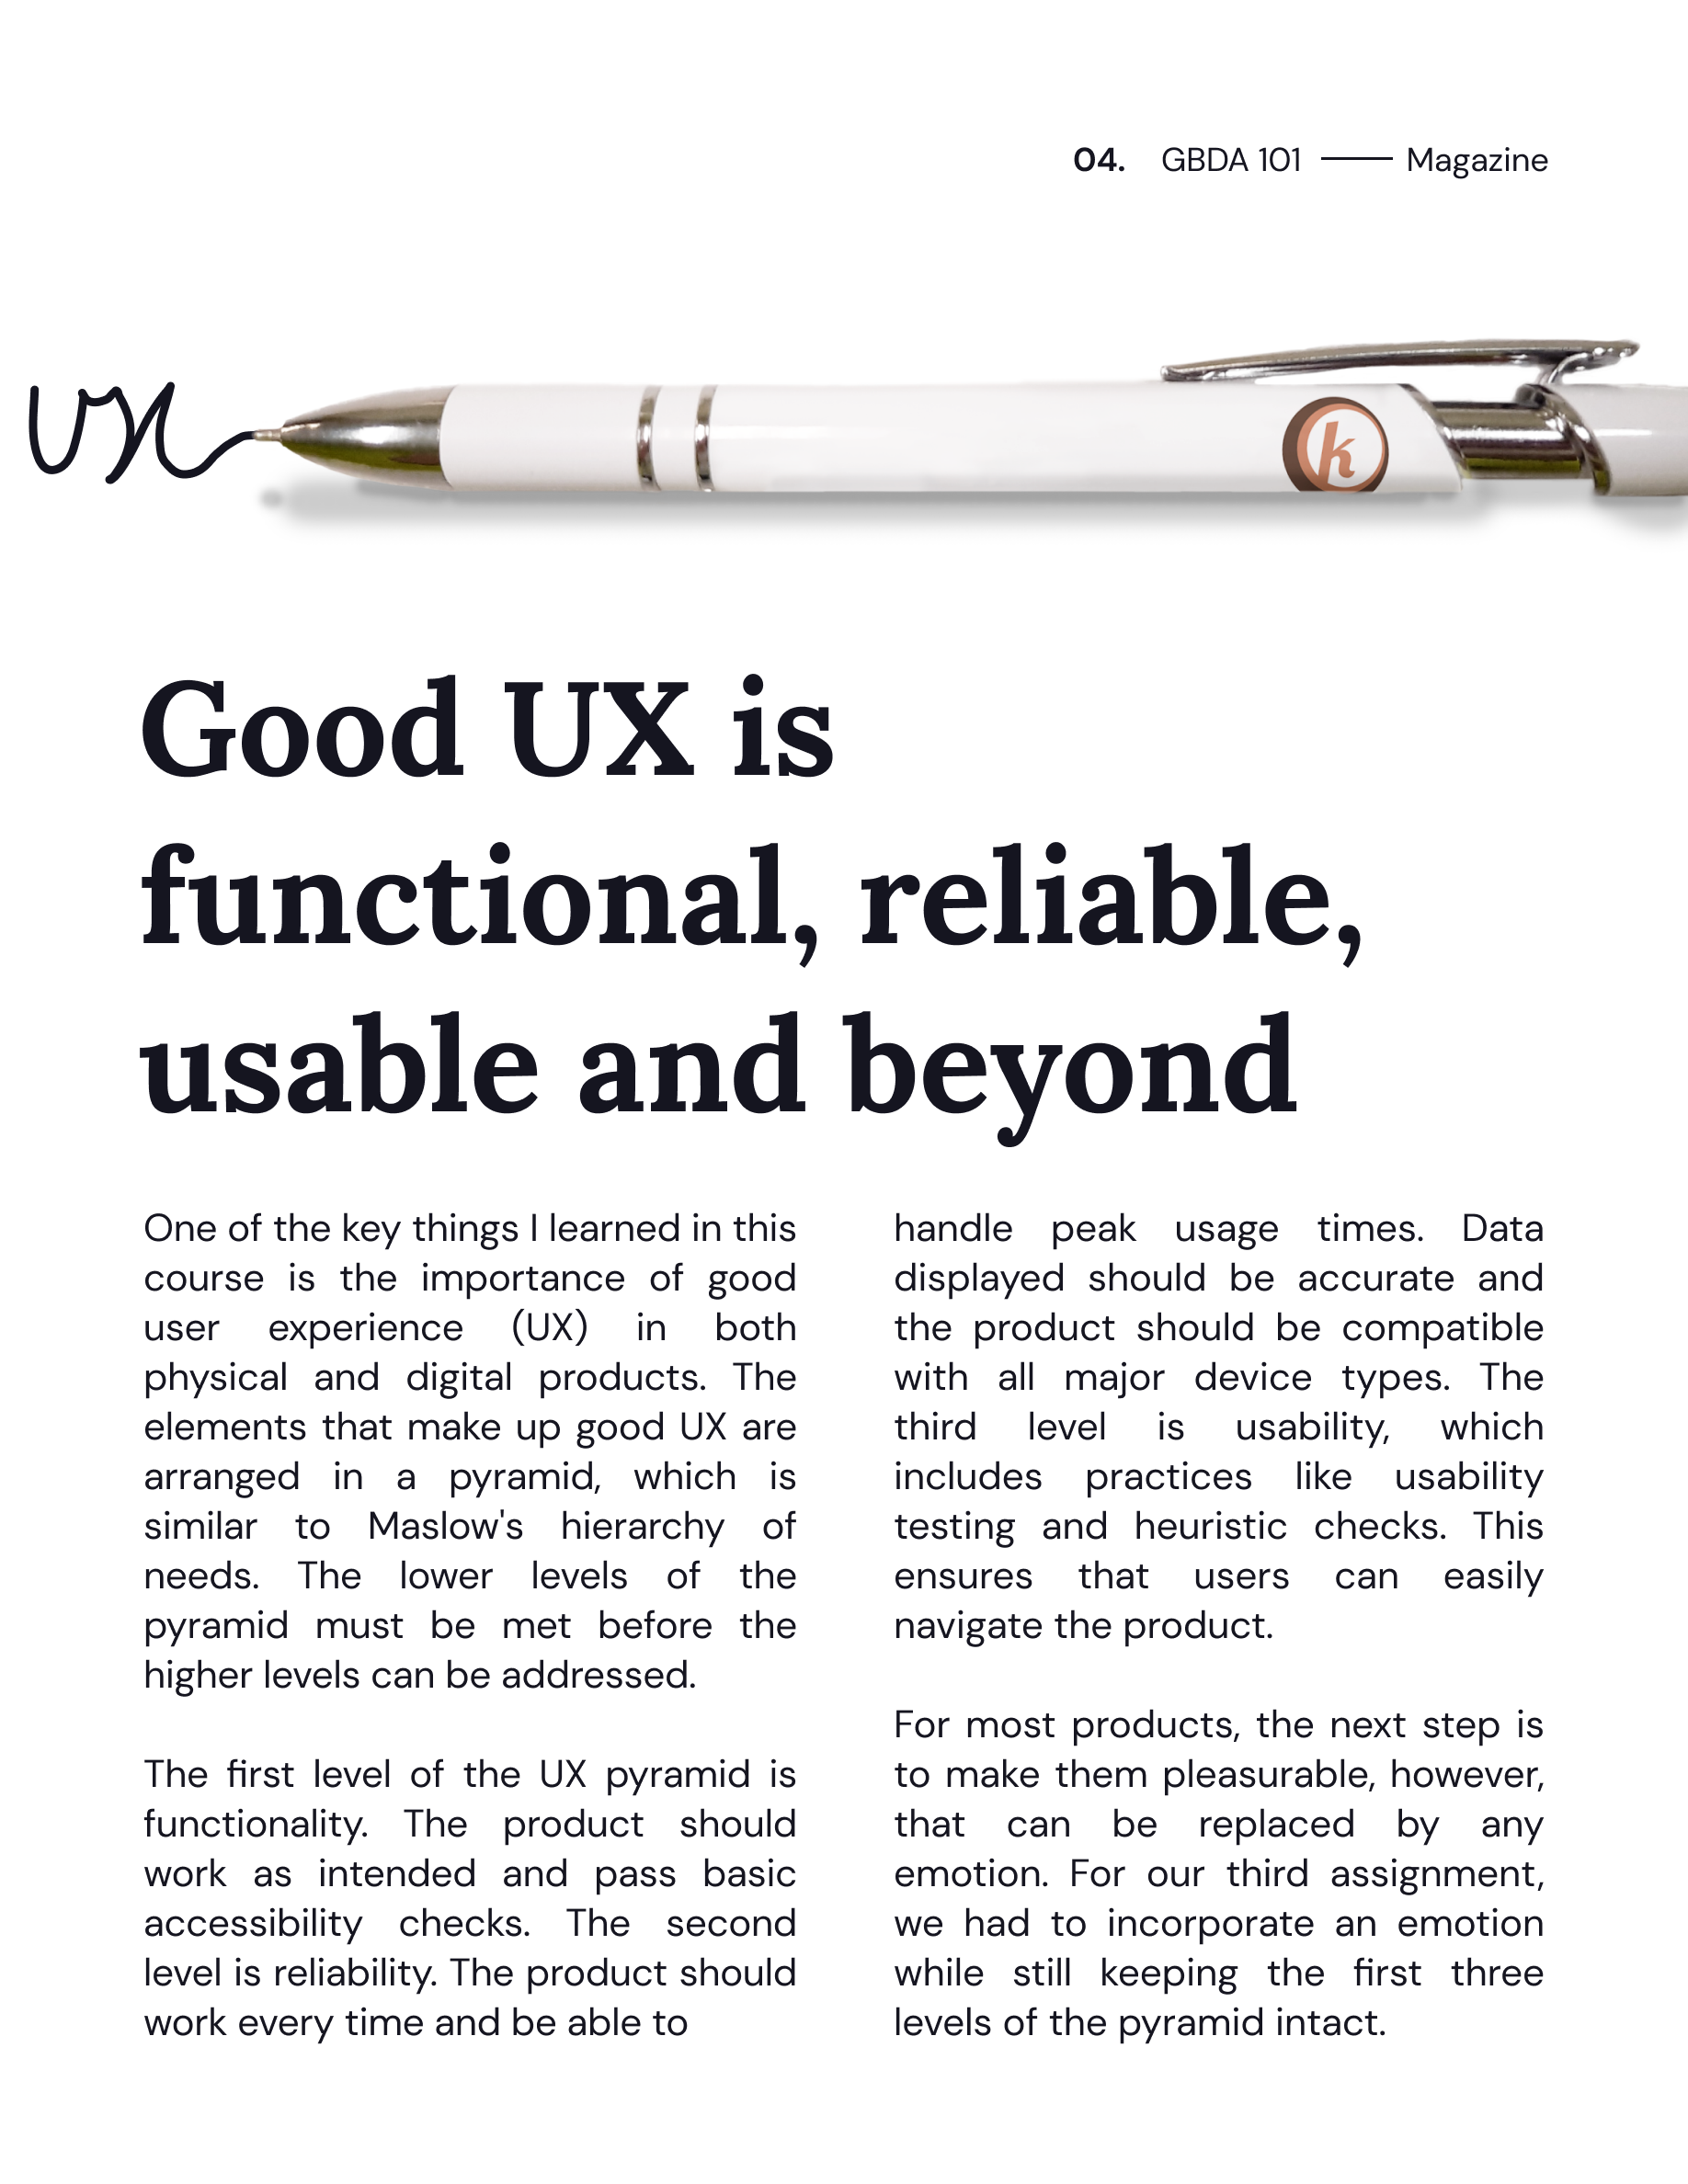 04. GBDA 101 —— Magazine
ux
k
Good UX is
functional, reliable,
usable and beyond
One of the key things I learned in this
course is the importance of good
user experience (UX) in both
physical and digital products. The
elements that make up good UX are
arranged in a pyramid, which is
similar to Maslow's hierarchy of
needs. The lower levels of the
pyramid must be met before the
higher levels can be addressed.
The first level of the UX pyramid is
functionality. The product should
work as intended and pass basic
accessibility checks. The second
level is reliability. The product should
work every time and be able to
handle peak usage times. Data
displayed should be accurate and
the product should be compatible
with all major device types. The
third level is usability, which
includes practices like usability
testing and heuristic checks. This
ensures that users can easily
navigate the product.
For most products, the next step is
to make them pleasurable, however,
that can be replaced by any
emotion. For our third assignment,
we had to incorporate an emotion
while still keeping the first three
levels of the pyramid intact.